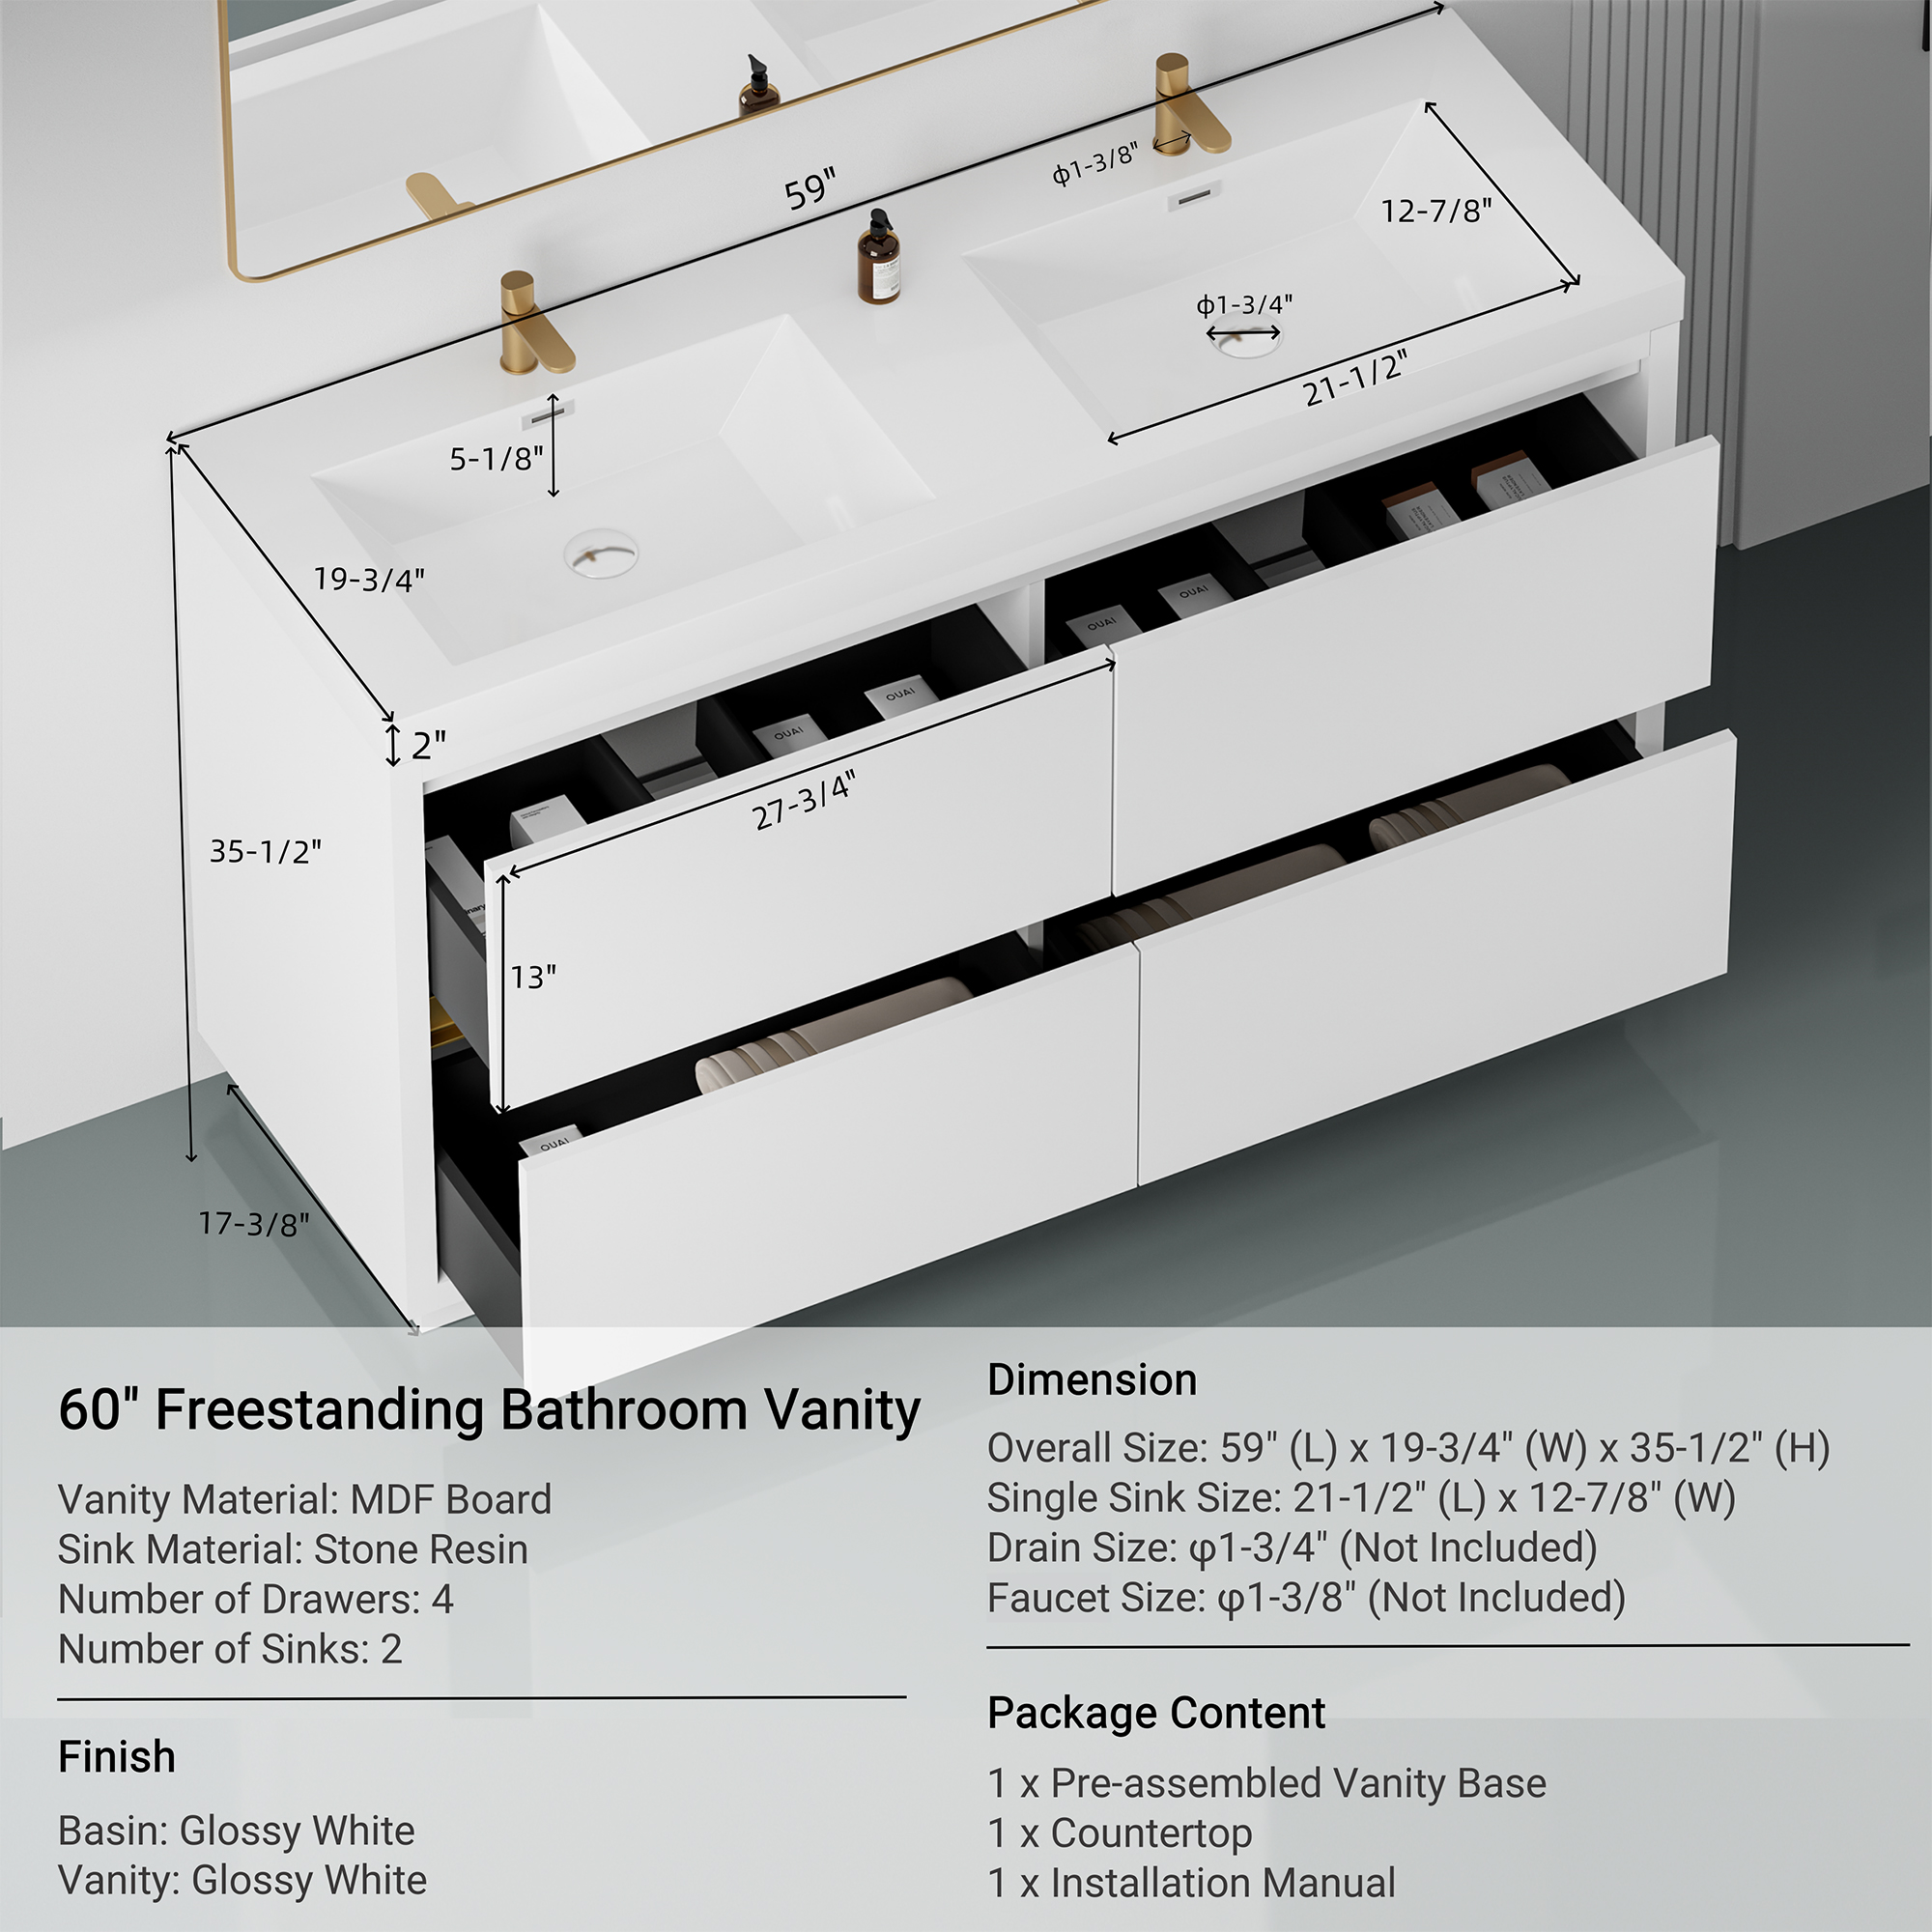 59"
φ1-3/8"
12-7/8"
φ1-3/4"
21-1/2"
5-1/8"
19-3/4"
OUAI
OUAI
OUAI
OUAI
2"
27-3/4"
35-1/2"
13"
OUAI
17-3/8"
60" Freestanding Bathroom Vanity
Vanity Material: MDF Board
Sink Material: Stone Resin
Number of Drawers: 4
Number of Sinks: 2
Finish
Basin: Glossy White
Vanity: Glossy White
Dimension
Overall Size: 59" (L) x 19-3/4" (W) x 35-1/2" (H)
Single Sink Size: 21-1/2" (L) x 12-7/8" (W)
Drain Size: φ1-3/4" (Not Included)
Faucet Size: φ1-3/8" (Not Included)
Package Content
1 x Pre-assembled Vanity Base
1 x Countertop
1 x Installation Manual